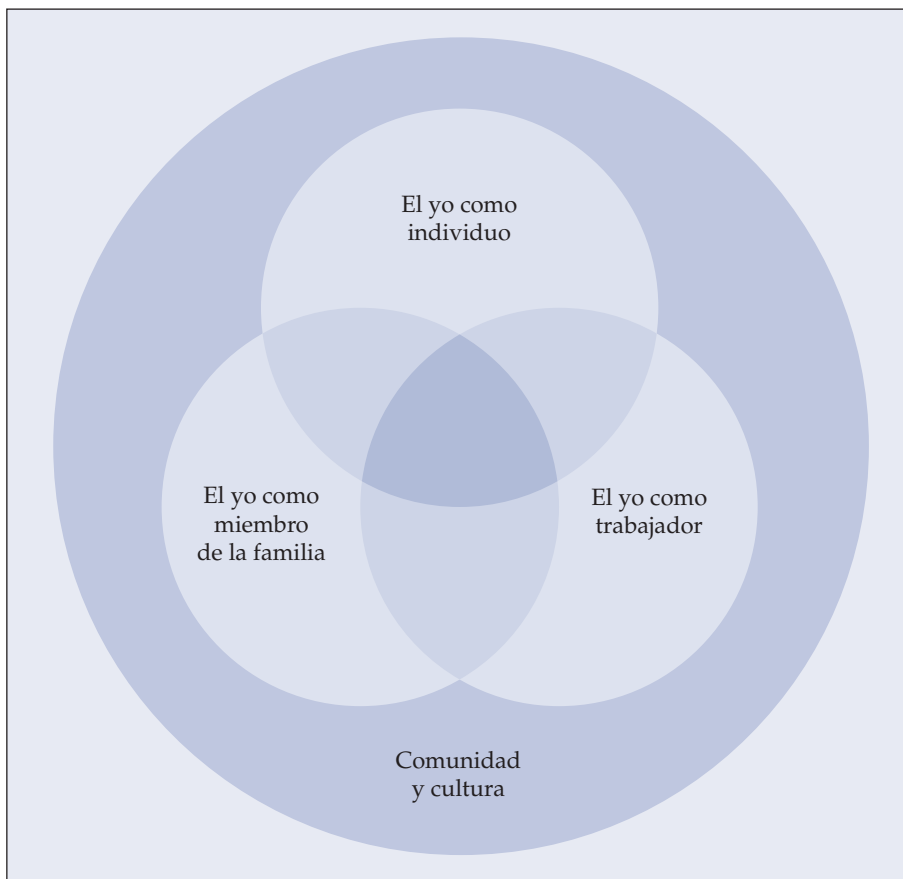 El yo como
individuo
El yo como
miembro
de la familia
El yo como
trabajador
Comunidad
y cultura